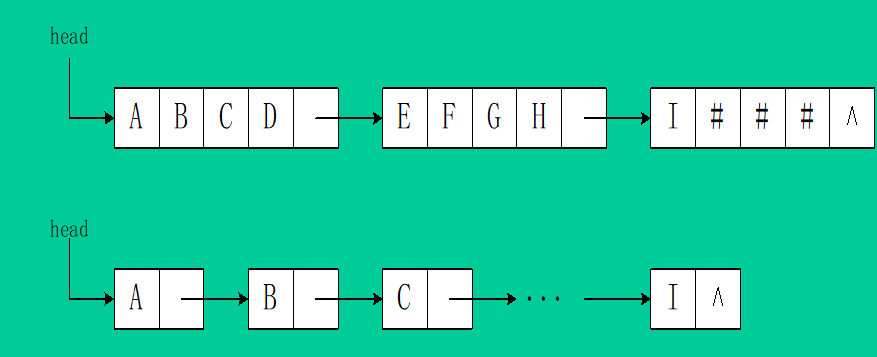 head
A B C D E F G H I # # # ∧
head
A B C ··· I ∧